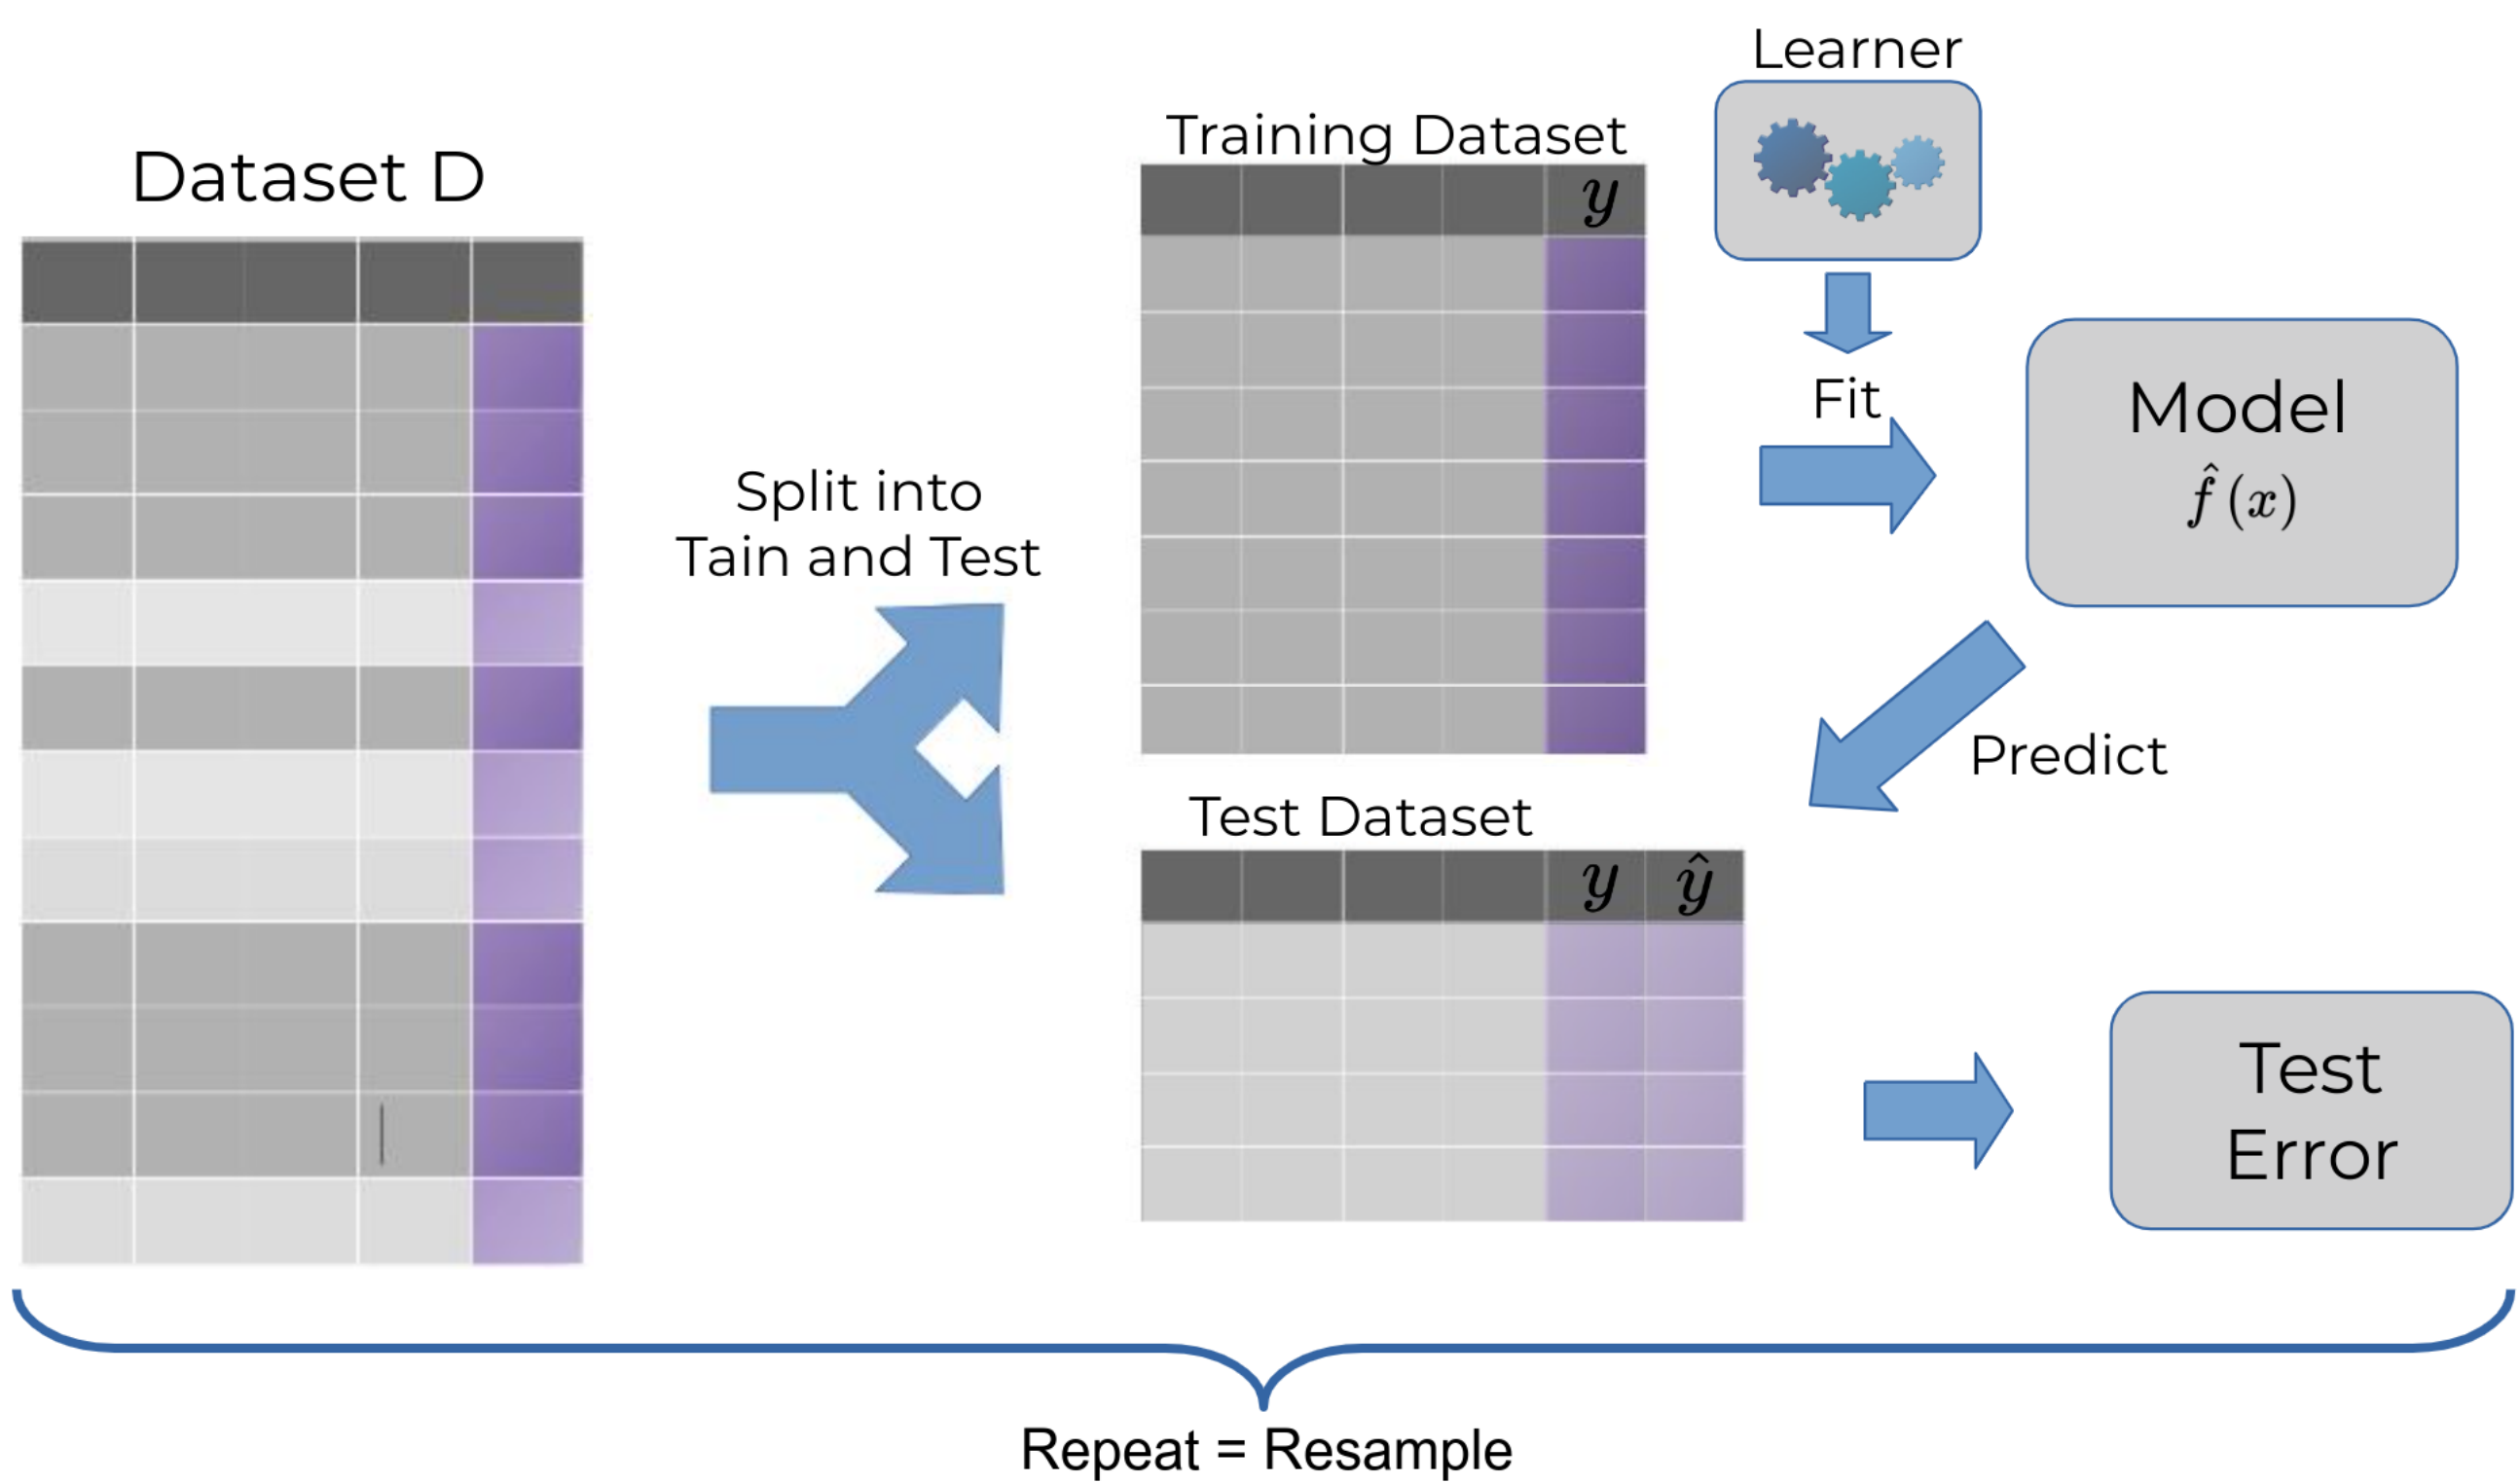 Dataset D
Split into
Tain and Test
Training Dataset
y
Learner
Fit
Model
f̂ (x)
Predict
Test Dataset
y ŷ
Test
Error
Repeat = Resample